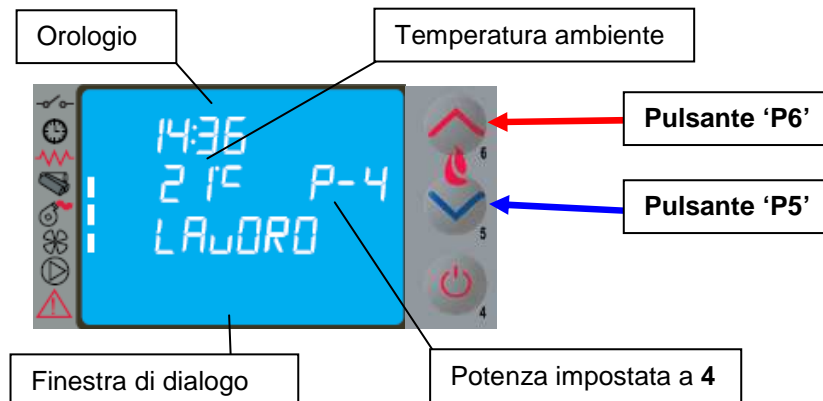 Orologio
Temperatura ambiente
14:36
21°C P-4
LAVORO
6
5
4
Pulsante ‘P6’
Pulsante ‘P5’
Finestra di dialogo
Potenza impostata a 4